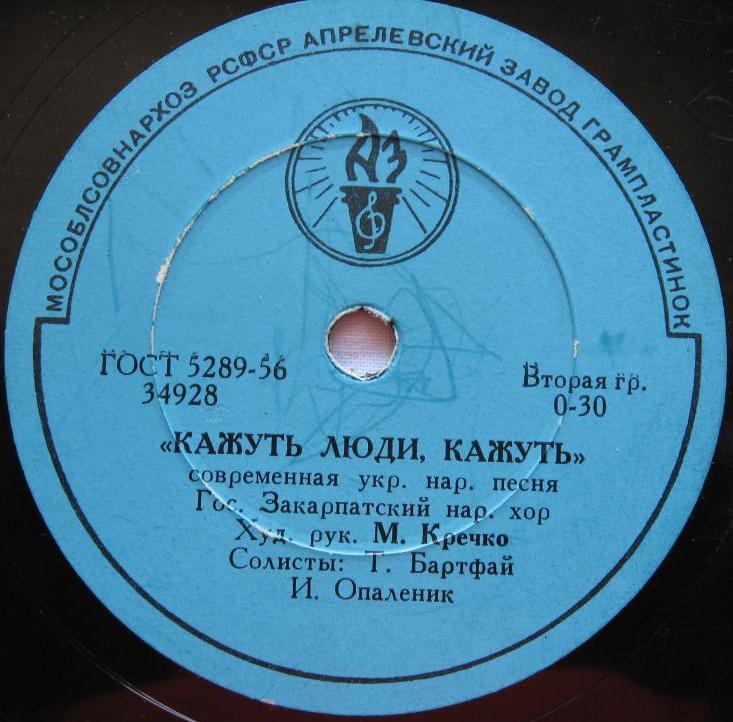 МОСОБЛСОВНАРХОЗ РСФСР АПРЕЛЕВСКИЙ ЗАВОД ГРАМПЛАСТИНОК
АЗ
ГОСТ 5289-56
34928
Вторая гр.
0-30
«КАЖУТЬ ЛЮДИ, КАЖУТЬ»
современная укр. нар. песня
Гос. Закарпатский нар. хор
Худ. рук. М. Кречко
Солисты: Т. Бартфай
И. Опаленик